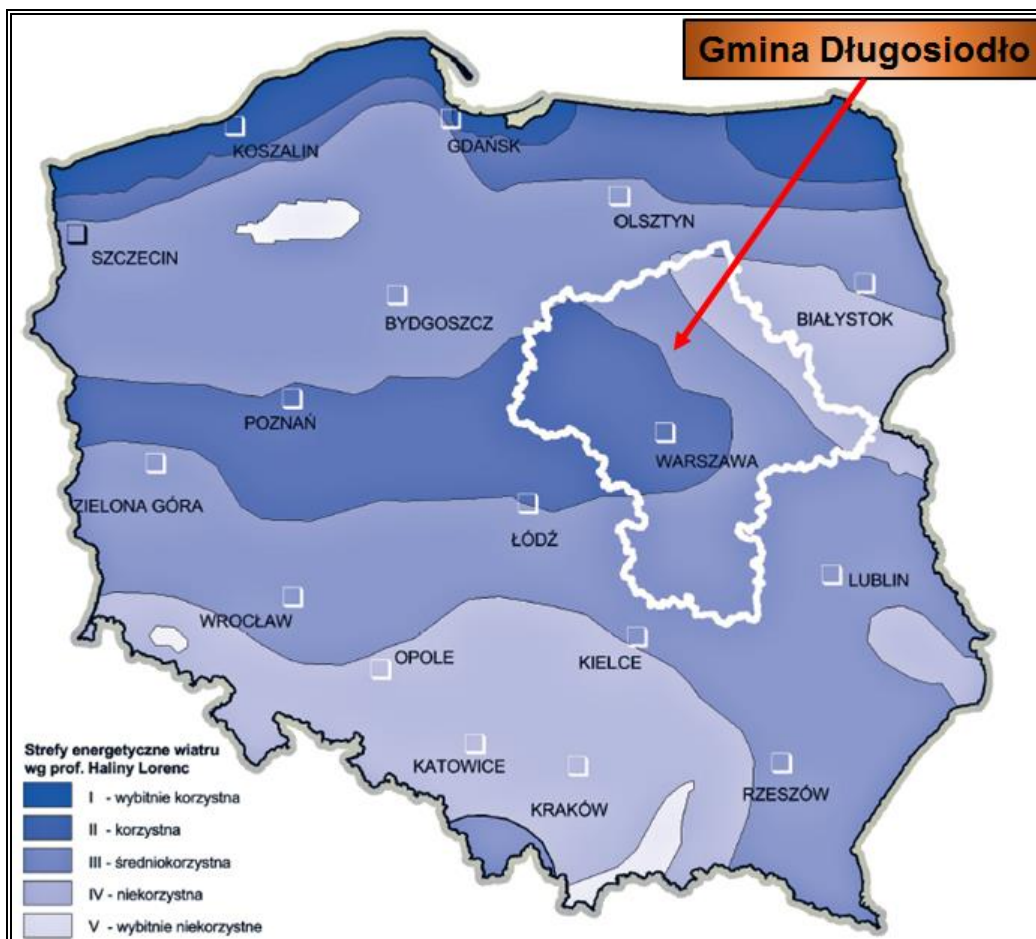 Gmina Długosiodło
KOSZALIN
GDAŃSK
OLSZTYN
SZCZECIN
BYDGOSZCZ
BIAŁYSTOK
POZNAŃ
WARSZAWA
ZIELONA GÓRA
ŁÓDŹ
LUBLIN
WROCŁAW
OPOLE
KIELCE
KATOWICE
KRAKÓW
RZESZÓW
Strefy energetyczne wiatru
wg prof. Haliny Lorenc
I - wybitnie korzystna
II - korzystna
III - średniokorzystna
IV - niekorzystna
V - wybitnie niekorzystne